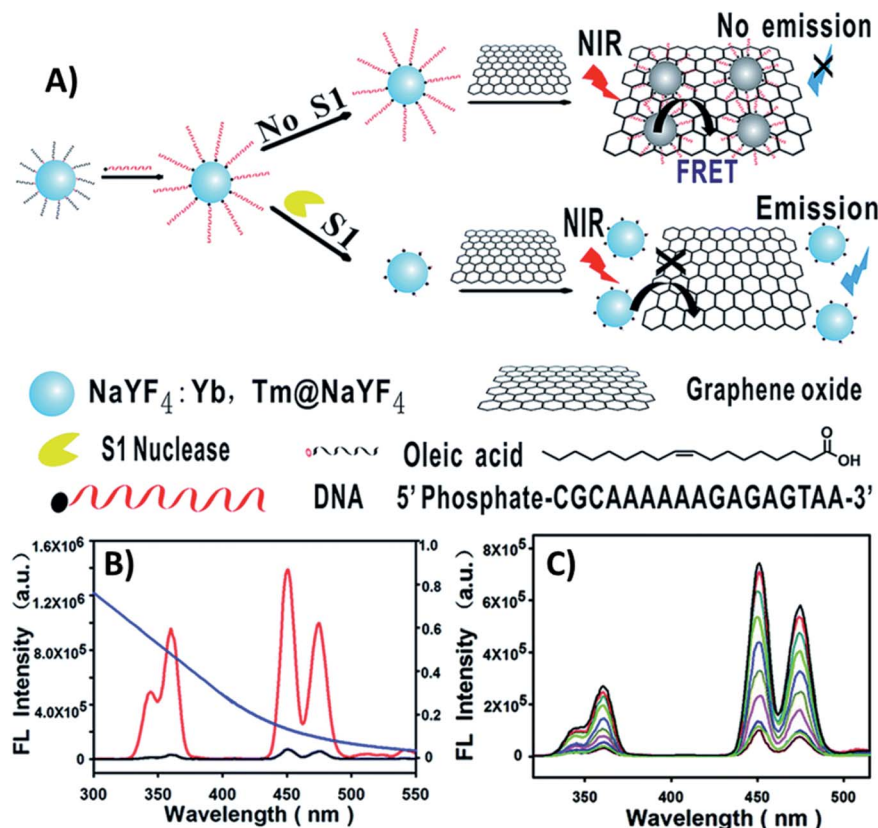 A)
No S1
S1
NIR
No emission
FRET
NIR
Emission
NaYF4: Yb, Tm@NaYF4
Graphene oxide
S1 Nuclease
Oleic acid
O
OH
DNA
5' Phosphate-CGCAAAAAAGAGAGTAA-3'
B)
FL Intensity (a.u.)
1.6X10^6
1.2X10^6
8.0X10^5
4.0X10^5
0
1.0
0.8
0.6
0.4
0.2
0
300 350 400 450 500 550
Wavelength ( nm )
C)
FL Intensity (a.u.)
8X10^5
6X10^5
4X10^5
2X10^5
0
350 400 450 500
Wavelength ( nm )